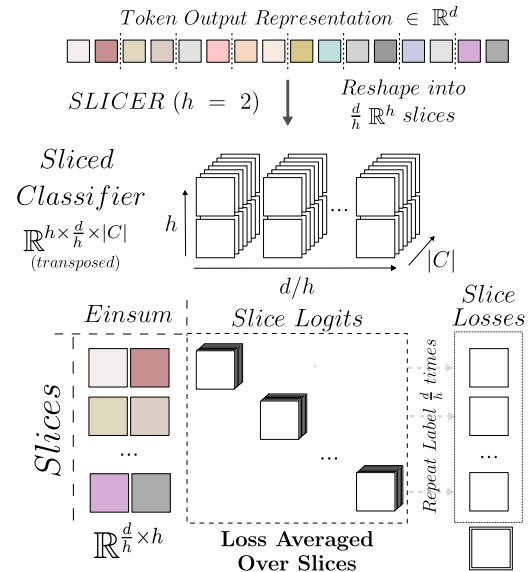 Token Output Representation ∈ ℝ^d
SLICER (h = 2)
Reshape into
d/h ℝ^h slices
Sliced
Classifier
ℝ^{h×d/h×|C|}
(transposed)
h
...
|C|
d/h
Einsum
Slice Logits
Slice
Losses
Slices
...
...
Repeat Label d/h times
...
ℝ^{d/h×h}
Loss Averaged
Over Slices